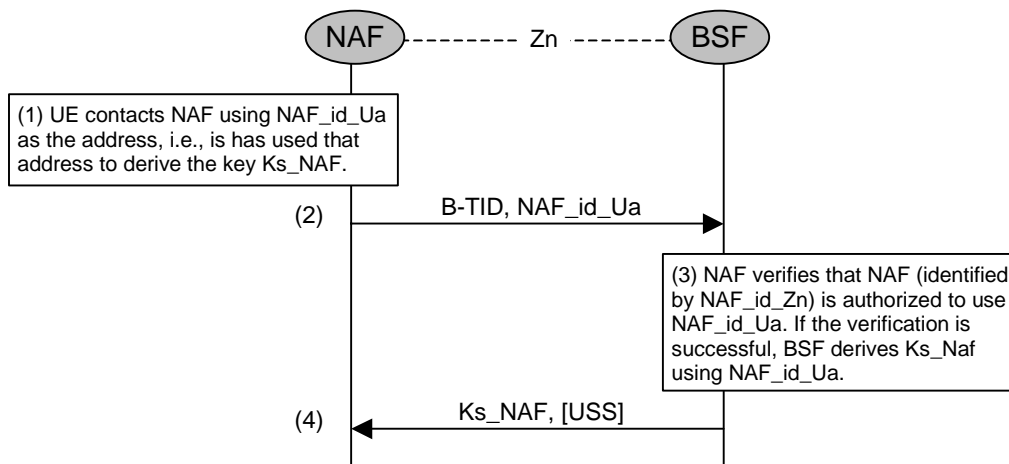 NAF
Zn
BSF
(1) UE contacts NAF using NAF_id_Ua
as the address, i.e., is has used that
address to derive the key Ks_NAF.
(2)
B-TID, NAF_id_Ua
(3) NAF verifies that NAF (identified
by NAF_id_Zn) is authorized to use
NAF_id_Ua. If the verification is
successful, BSF derives Ks_Naf
using NAF_id_Ua.
(4)
Ks_NAF, [USS]